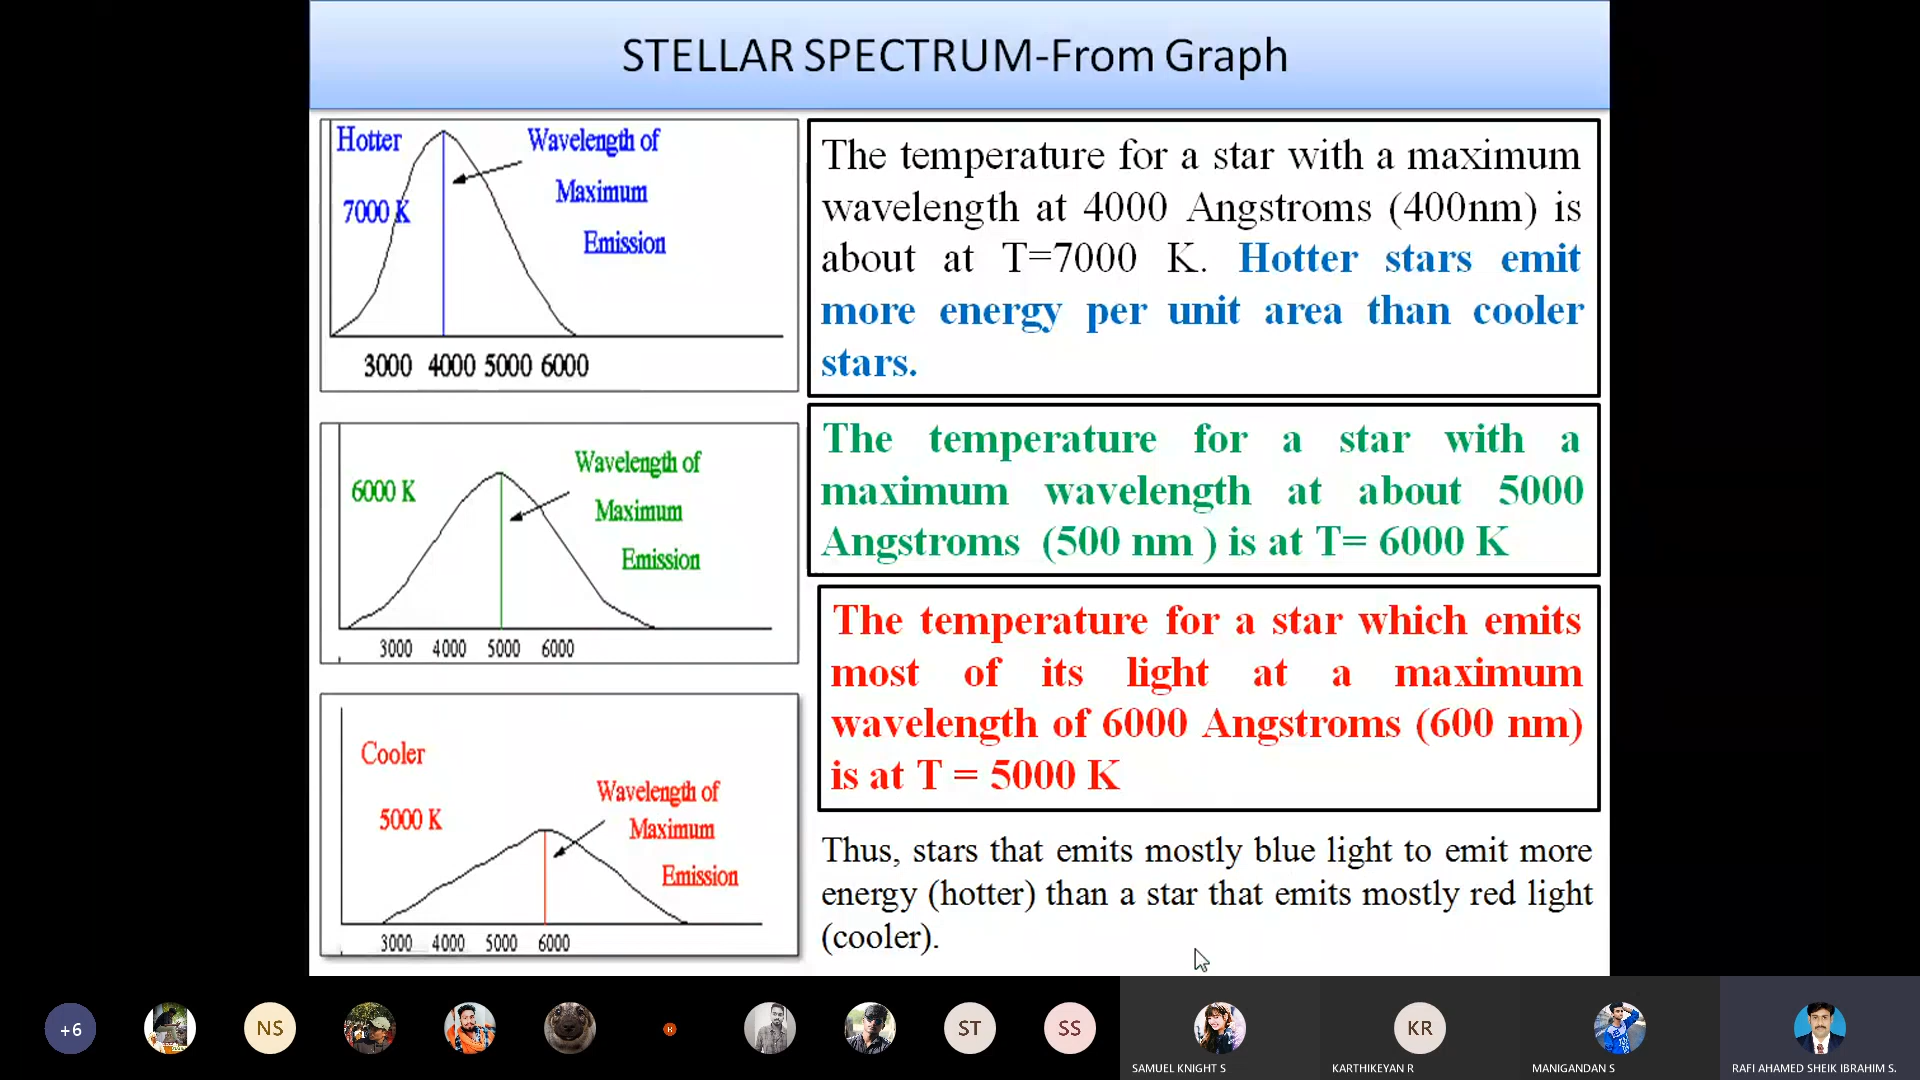 STELLAR SPECTRUM-From Graph
Hotter
7000 K
Wavelength of
Maximum
Emission
3000 4000 5000 6000
The temperature for a star with a maximum
wavelength at 4000 Angstroms (400nm) is
about at T=7000 K. Hotter stars emit
more energy per unit area than cooler
stars.
6000 K
Wavelength of
Maximum
Emission
3000 4000 5000 6000
The temperature for a star with a
maximum wavelength at about 5000
Angstroms (500 nm ) is at T= 6000 K
Cooler
5000 K
Wavelength of
Maximum
Emission
3000 4000 5000 6000
The temperature for a star which emits
most of its light at a maximum
wavelength of 6000 Angstroms (600 nm)
is at T = 5000 K
Thus, stars that emits mostly blue light to emit more
energy (hotter) than a star that emits mostly red light
(cooler).
+6
NS
ST
SS
KR
SAMUEL KNIGHT S
KARTHIKEYAN R
MANIGANDAN S
RAFI AHAMED SHEIK IBRAHIM S.